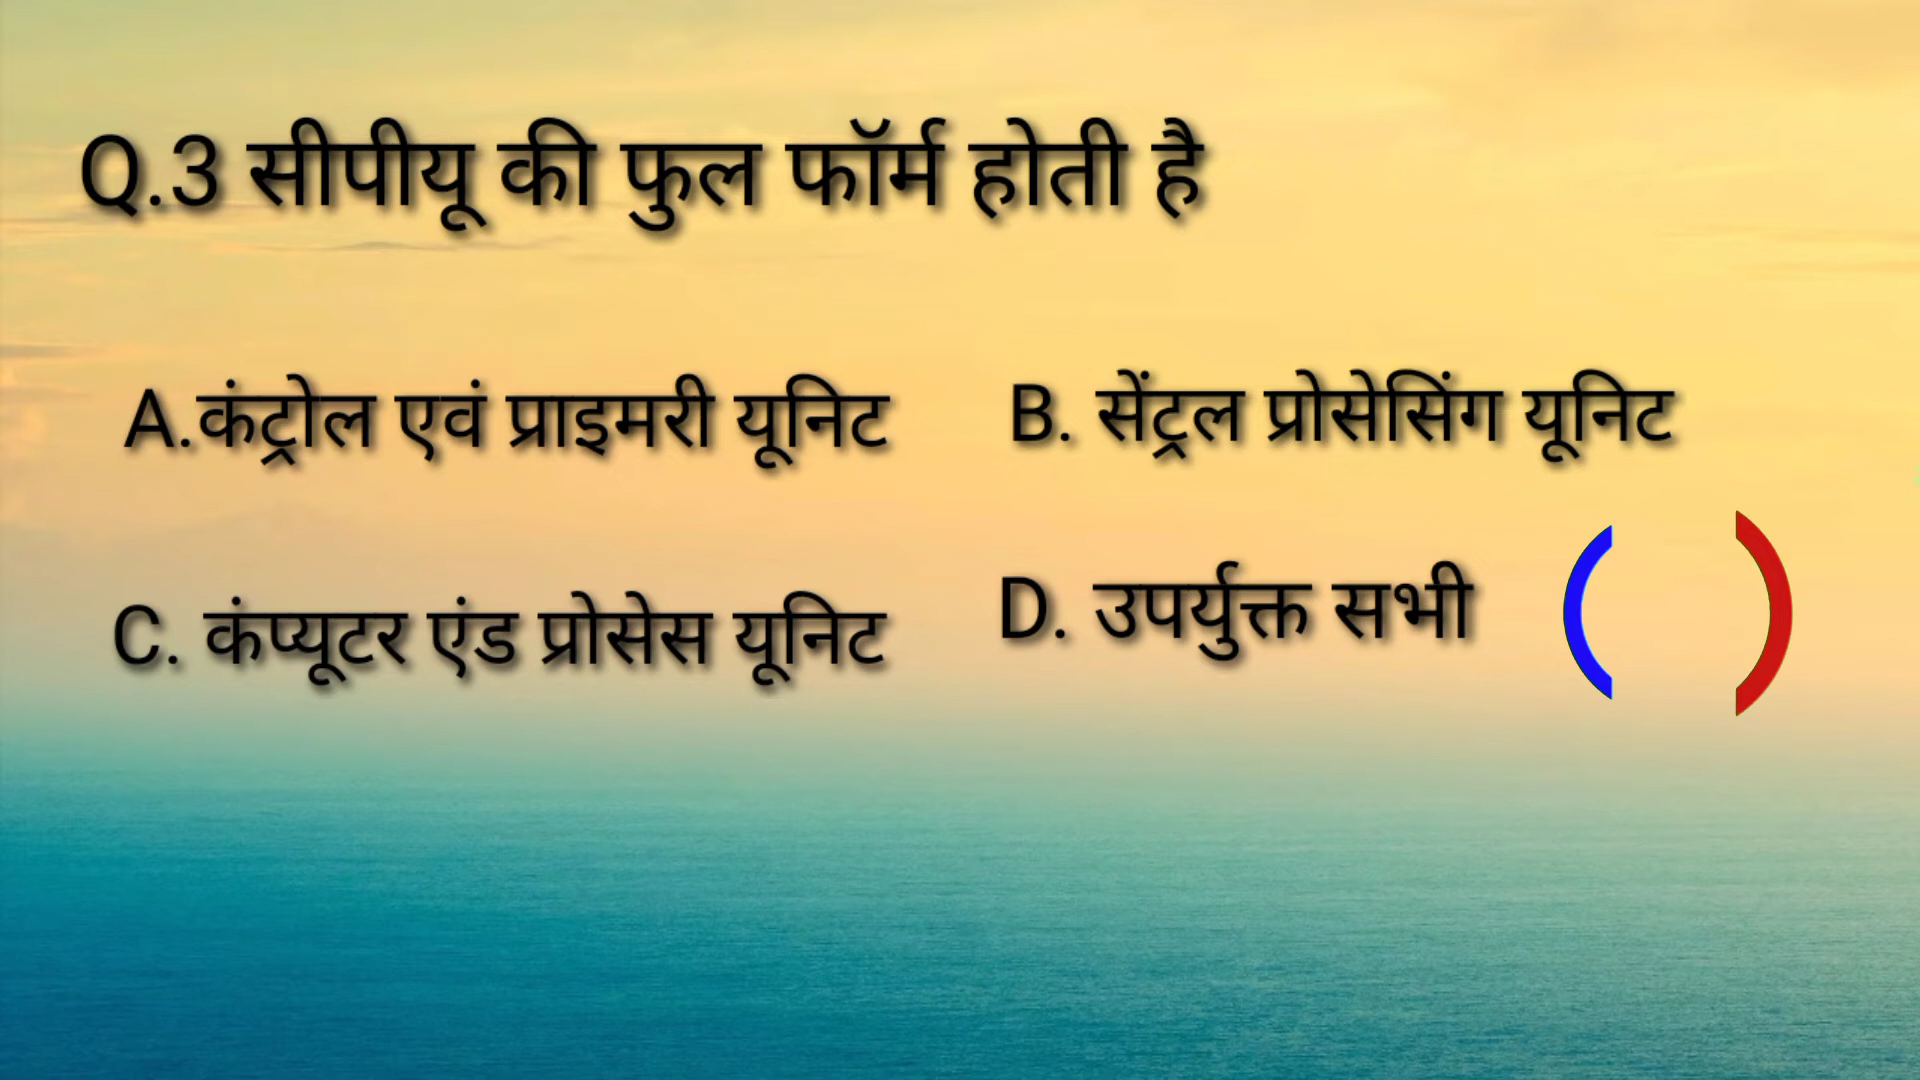 Q.3 सीपीयू की फुल फॉर्म होती है
A.कंट्रोल एवं प्राइमरी यूनिट
B. सेंट्रल प्रोसेसिंग यूनिट
C. कंप्यूटर एंड प्रोसेस यूनिट
D. उपर्युक्त सभी ( )